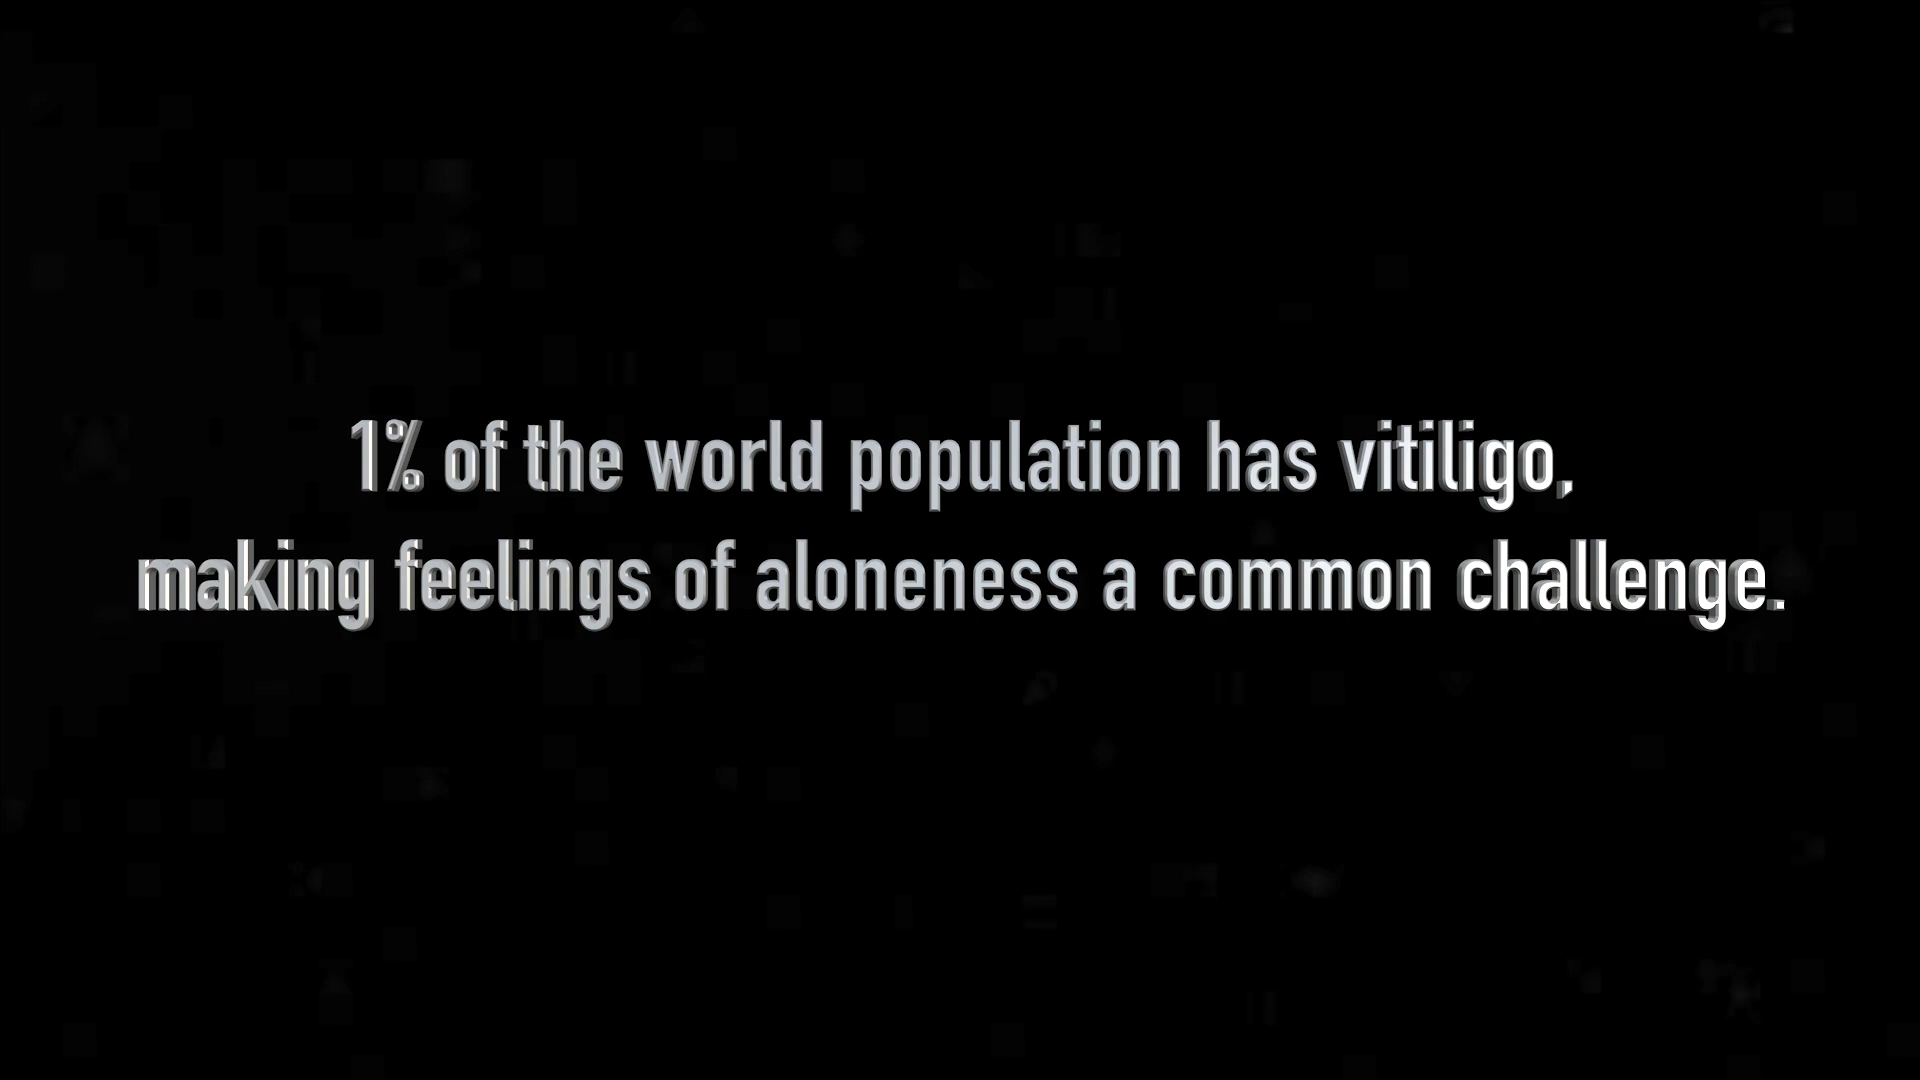 1% of the world population has vitiligo,
making feelings of aloneness a common challenge.